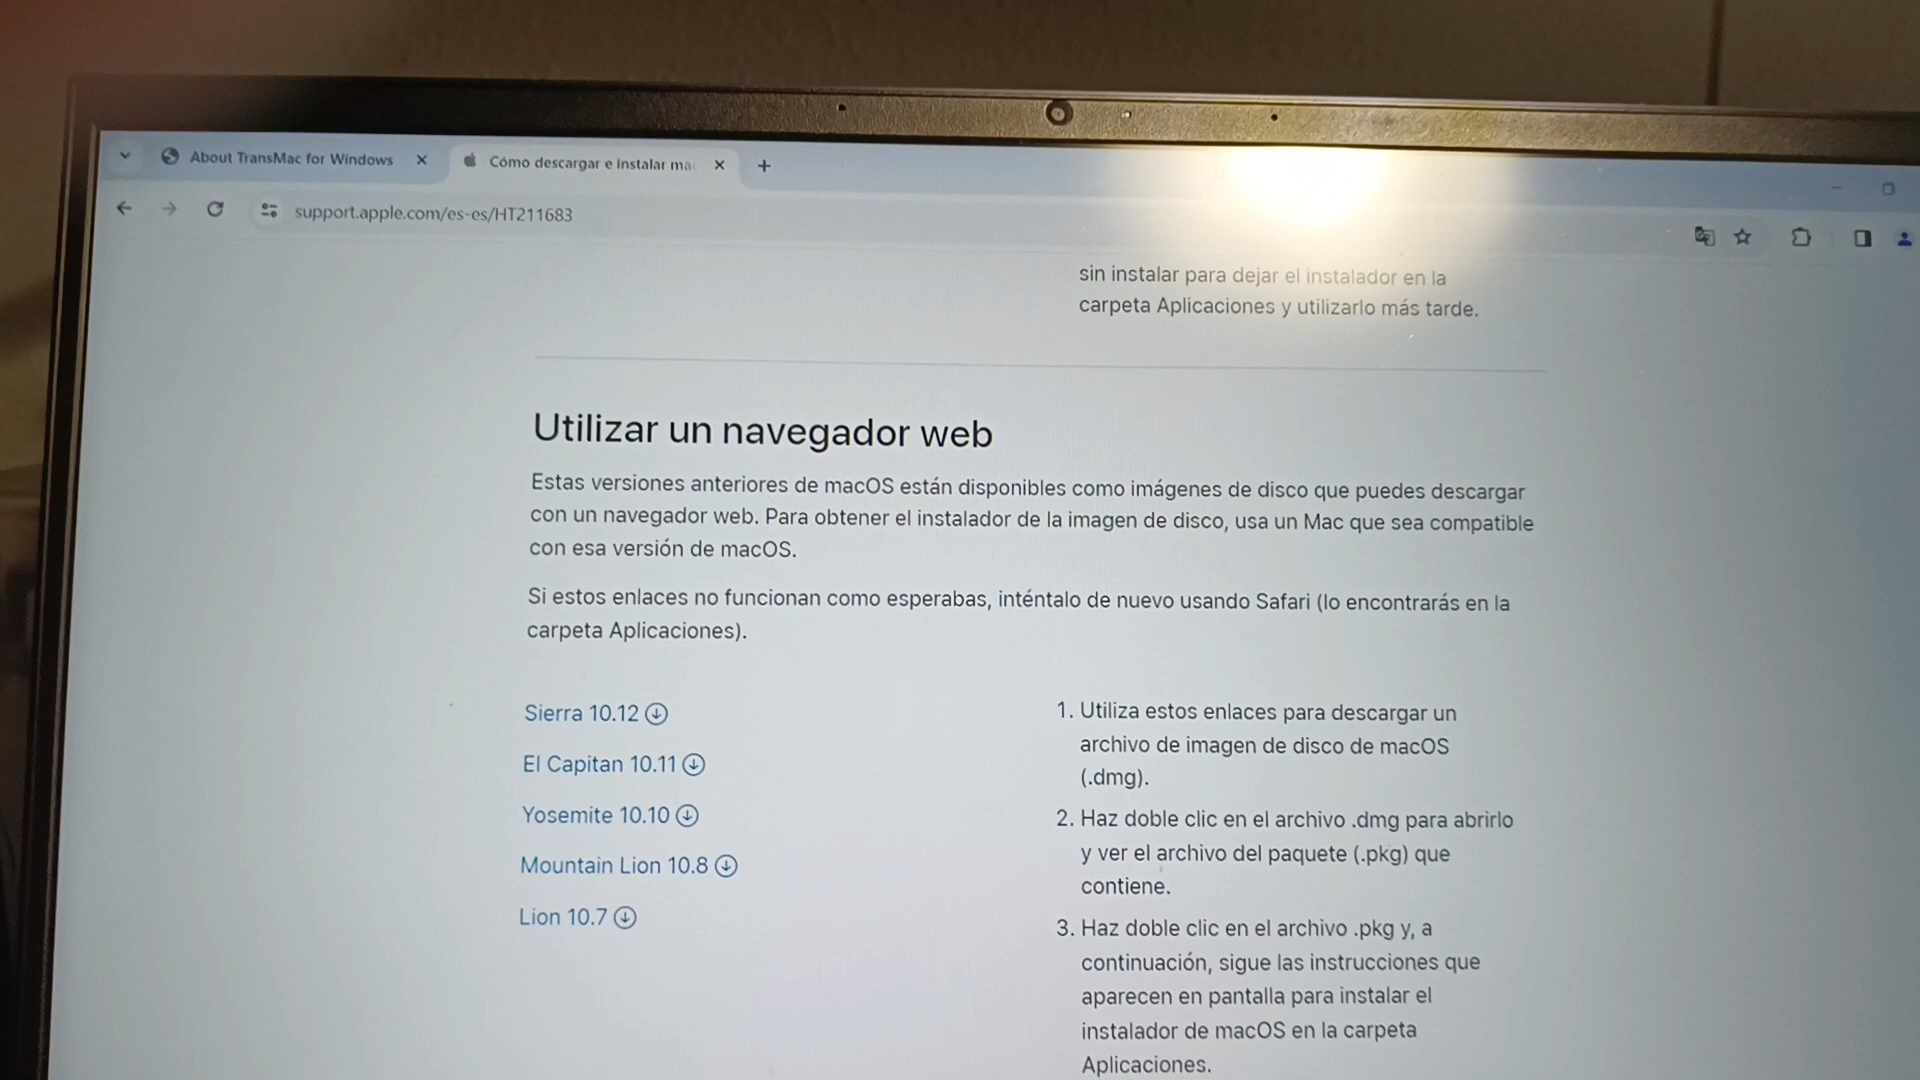 About TransMac for Windows
Cómo descargar e instalar mac
support.apple.com/es-es/HT211683
sin instalar para dejar el instalador en la
carpeta Aplicaciones y utilizarlo más tarde.
Utilizar un navegador web
Estas versiones anteriores de macOS están disponibles como imágenes de disco que puedes descargar
con un navegador web. Para obtener el instalador de la imagen de disco, usa un Mac que sea compatible
con esa versión de macOS.
Si estos enlaces no funcionan como esperabas, inténtalo de nuevo usando Safari (lo encontrarás en la
carpeta Aplicaciones).
Sierra 10.12
El Capitan 10.11
Yosemite 10.10
Mountain Lion 10.8
Lion 10.7
1. Utiliza estos enlaces para descargar un
archivo de imagen de disco de macOS
(.dmg).
2. Haz doble clic en el archivo .dmg para abrirlo
y ver el archivo del paquete (.pkg) que
contiene.
3. Haz doble clic en el archivo .pkg y, a
continuación, sigue las instrucciones que
aparecen en pantalla para instalar el
instalador de macOS en la carpeta
Aplicaciones.